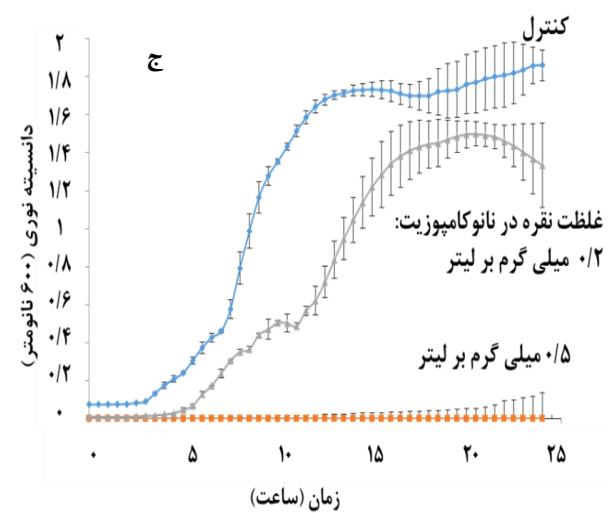 کنترل
ج
۲
۱/۸
۱/۶
۱/۴
۱/۲
۱
۰/۸
۰/۶
۰/۴
۰/۲
۰
دانسیته نوری (۶۰۰ نانومتر)
غلظت نقره در نانوکامپوزیت:
۰/۲ میلی گرم بر لیتر
۰/۵ میلی گرم بر لیتر
۰ ۵ ۱۰ ۱۵ ۲۰ ۲۵
زمان (ساعت)